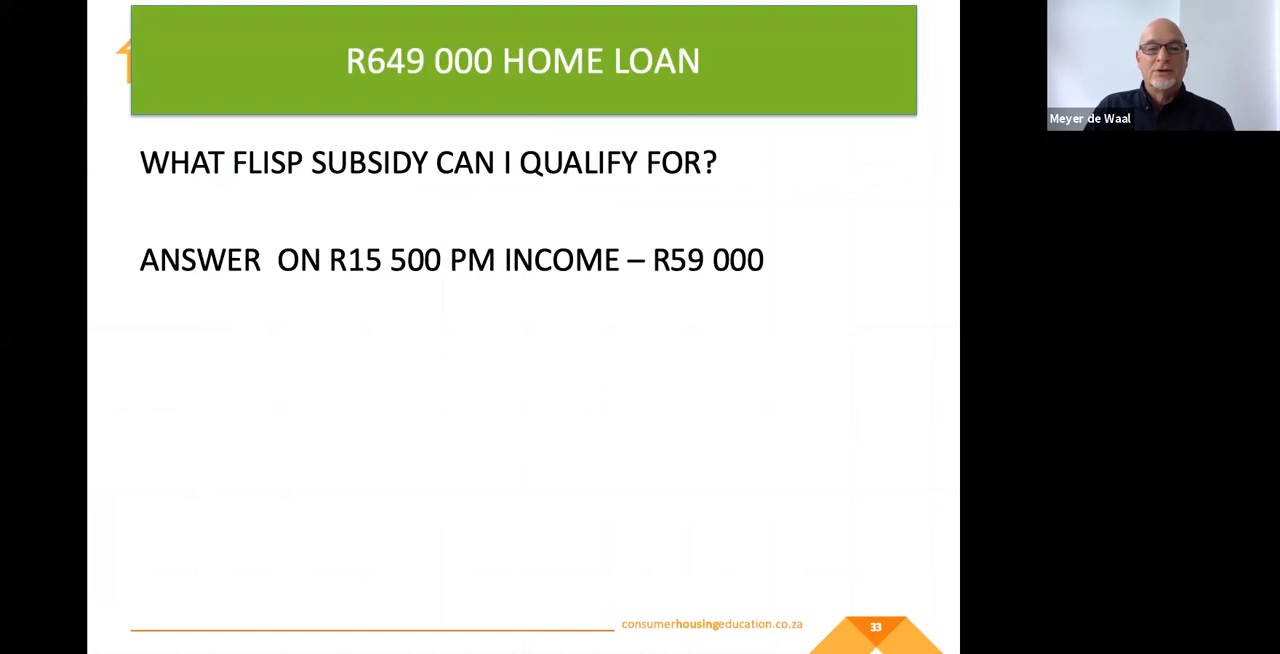 R649 000 HOME LOAN
Meyer de Waal
WHAT FLISP SUBSIDY CAN I QUALIFY FOR?
ANSWER ON R15 500 PM INCOME – R59 000
consumerhousingeducation.co.za
33